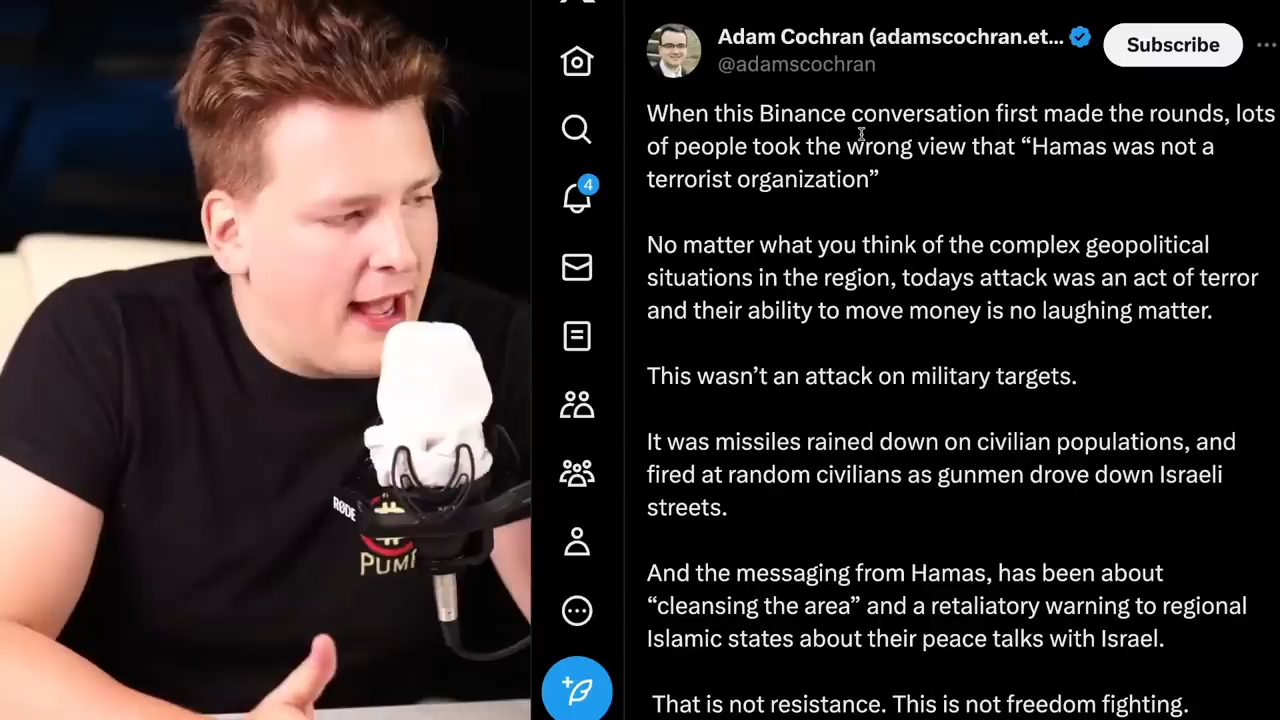 Adam Cochran (adamscochran.et...
Subscribe
@adamscochran
4
When this Binance conversation first made the rounds, lots
of people took the wrong view that “Hamas was not a
terrorist organization”
No matter what you think of the complex geopolitical
situations in the region, todays attack was an act of terror
and their ability to move money is no laughing matter.
This wasn’t an attack on military targets.
It was missiles rained down on civilian populations, and
fired at random civilians as gunmen drove down Israeli
streets.
And the messaging from Hamas, has been about
“cleansing the area” and a retaliatory warning to regional
Islamic states about their peace talks with Israel.
That is not resistance. This is not freedom fighting.
RØDE
PUMP